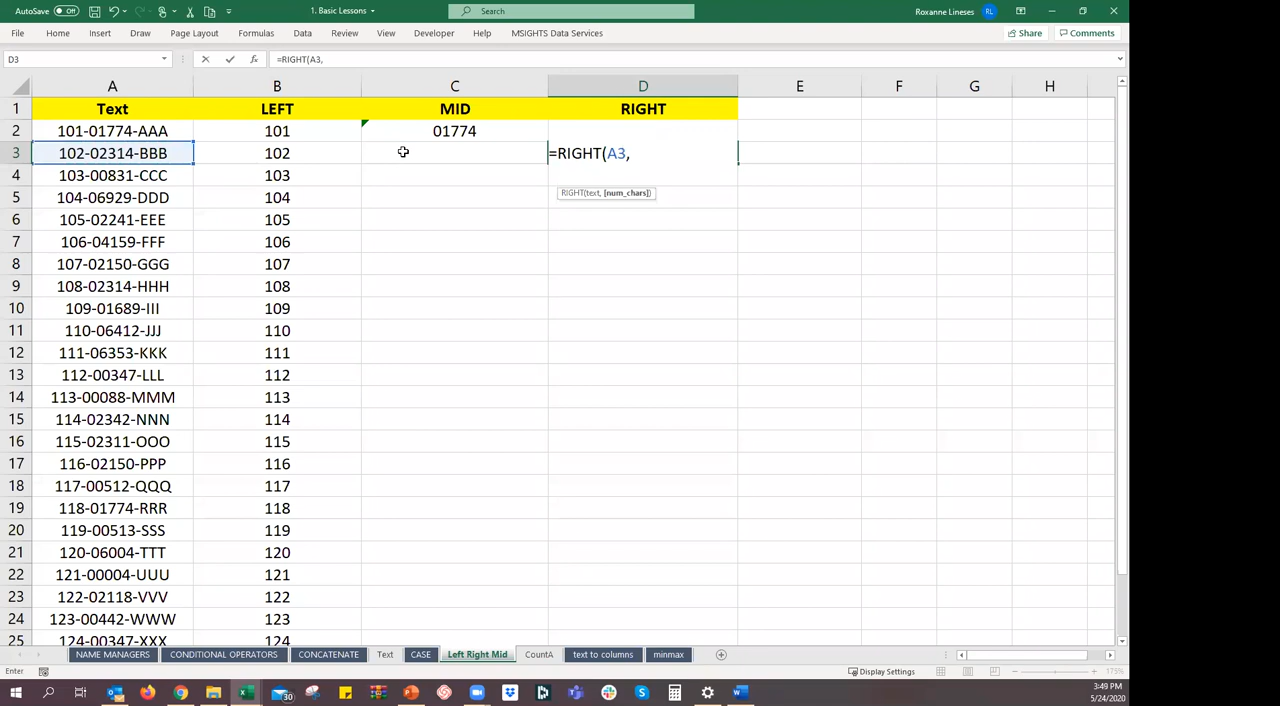 AutoSave Off 1. Basic Lessons Search Roxanne Lineses RL
File Home Insert Draw Page Layout Formulas Data Review View Developer Help MSIGHTS Data Services Share Comments
D3 fx =RIGHT(A3,
A B C D E F G H
1 Text LEFT MID RIGHT
2 101-01774-AAA 101 01774
3 102-02314-BBB 102 =RIGHT(A3,
4 103-00831-CCC 103
RIGHT(text, [num_chars])
5 104-06929-DDD 104
6 105-02241-EEE 105
7 106-04159-FFF 106
8 107-02150-GGG 107
9 108-02314-HHH 108
10 109-01689-III 109
11 110-06412-JJJ 110
12 111-06353-KKK 111
13 112-00347-LLL 112
14 113-00088-MMM 113
15 114-02342-NNN 114
16 115-02311-OOO 115
17 116-02150-PPP 116
18 117-00512-QQQ 117
19 118-01774-RRR 118
20 119-00513-SSS 119
21 120-06004-TTT 120
22 121-00004-UUU 121
23 122-02118-VVV 122
24 123-00442-WWW 123
25 124-00347-XXX 124
NAME MANAGERS CONDITIONAL OPERATORS CONCATENATE Text CASE Left Right Mid CountA text to columns minmax
Enter Display Settings 173%
30 3:49 PM
5/24/2020